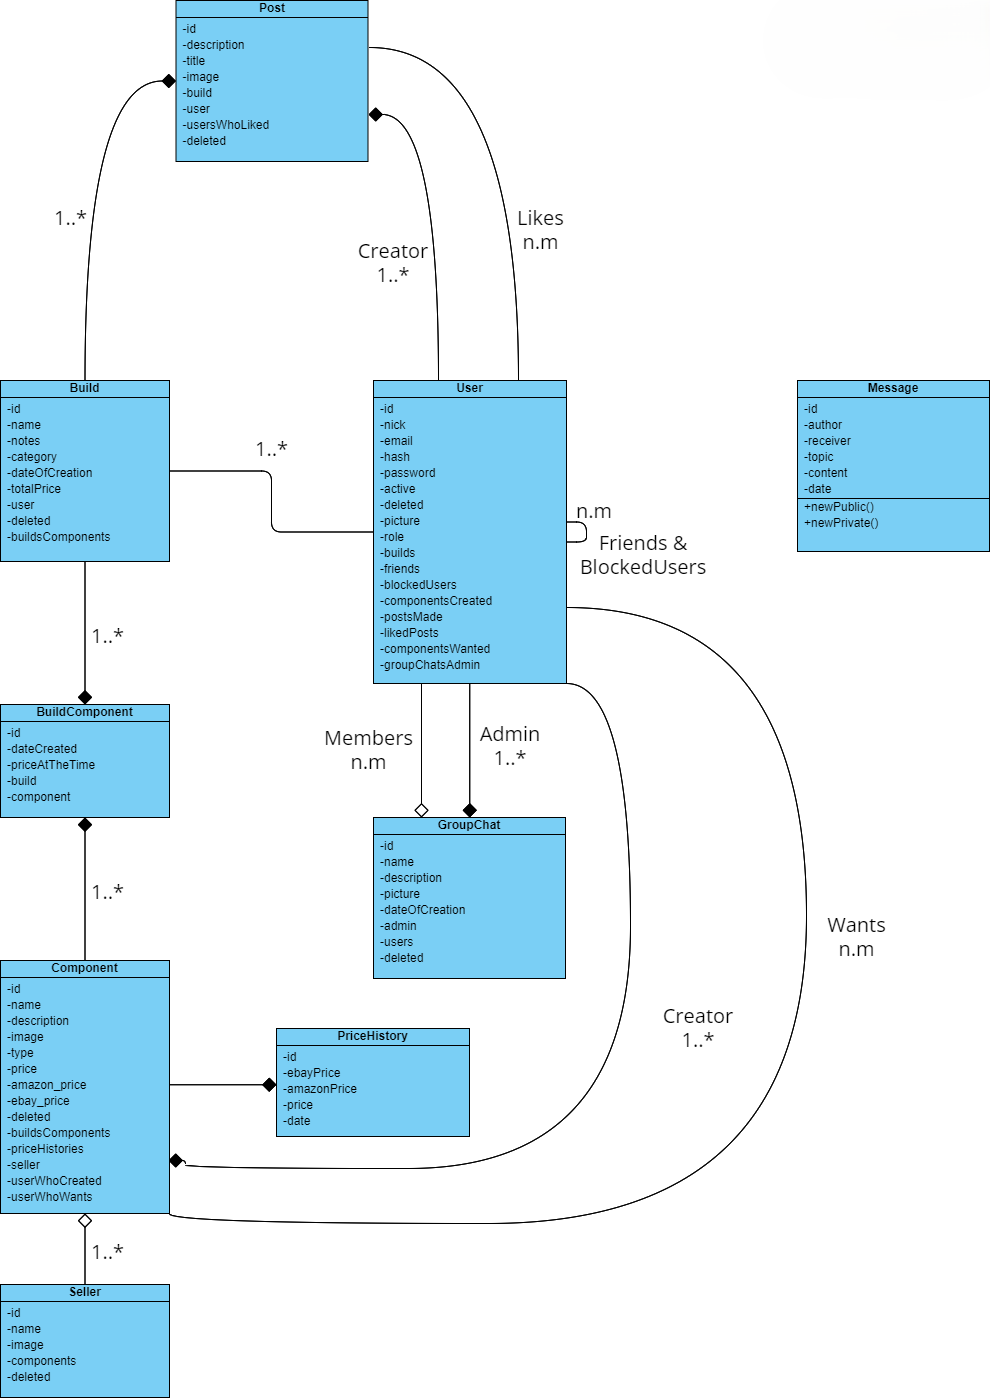 Post
-id
-description
-title
-image
-build
-user
-usersWhoLiked
-deleted
1..*
Creator
1..*
Likes
n.m
Build
-id
-name
-notes
-category
-dateOfCreation
-totalPrice
-user
-deleted
-buildsComponents
1..*
User
-id
-nick
-email
-hash
-password
-active
-deleted
-picture
-role
-builds
-friends
-blockedUsers
-componentsCreated
-postsMade
-likedPosts
-componentsWanted
-groupChatsAdmin
n.m
Friends &
BlockedUsers
Message
-id
-author
-receiver
-topic
-content
-date
+newPublic()
+newPrivate()
1..*
BuildComponent
-id
-dateCreated
-priceAtTheTime
-build
-component
Members
n.m
Admin
1..*
GroupChat
-id
-name
-description
-picture
-dateOfCreation
-admin
-users
-deleted
1..*
Wants
n.m
Creator
1..*
Component
-id
-name
-description
-image
-type
-price
-amazon_price
-ebay_price
-deleted
-buildsComponents
-priceHistories
-seller
-userWhoCreated
-userWhoWants
PriceHistory
-id
-ebayPrice
-amazonPrice
-price
-date
1..*
Seller
-id
-name
-image
-components
-deleted